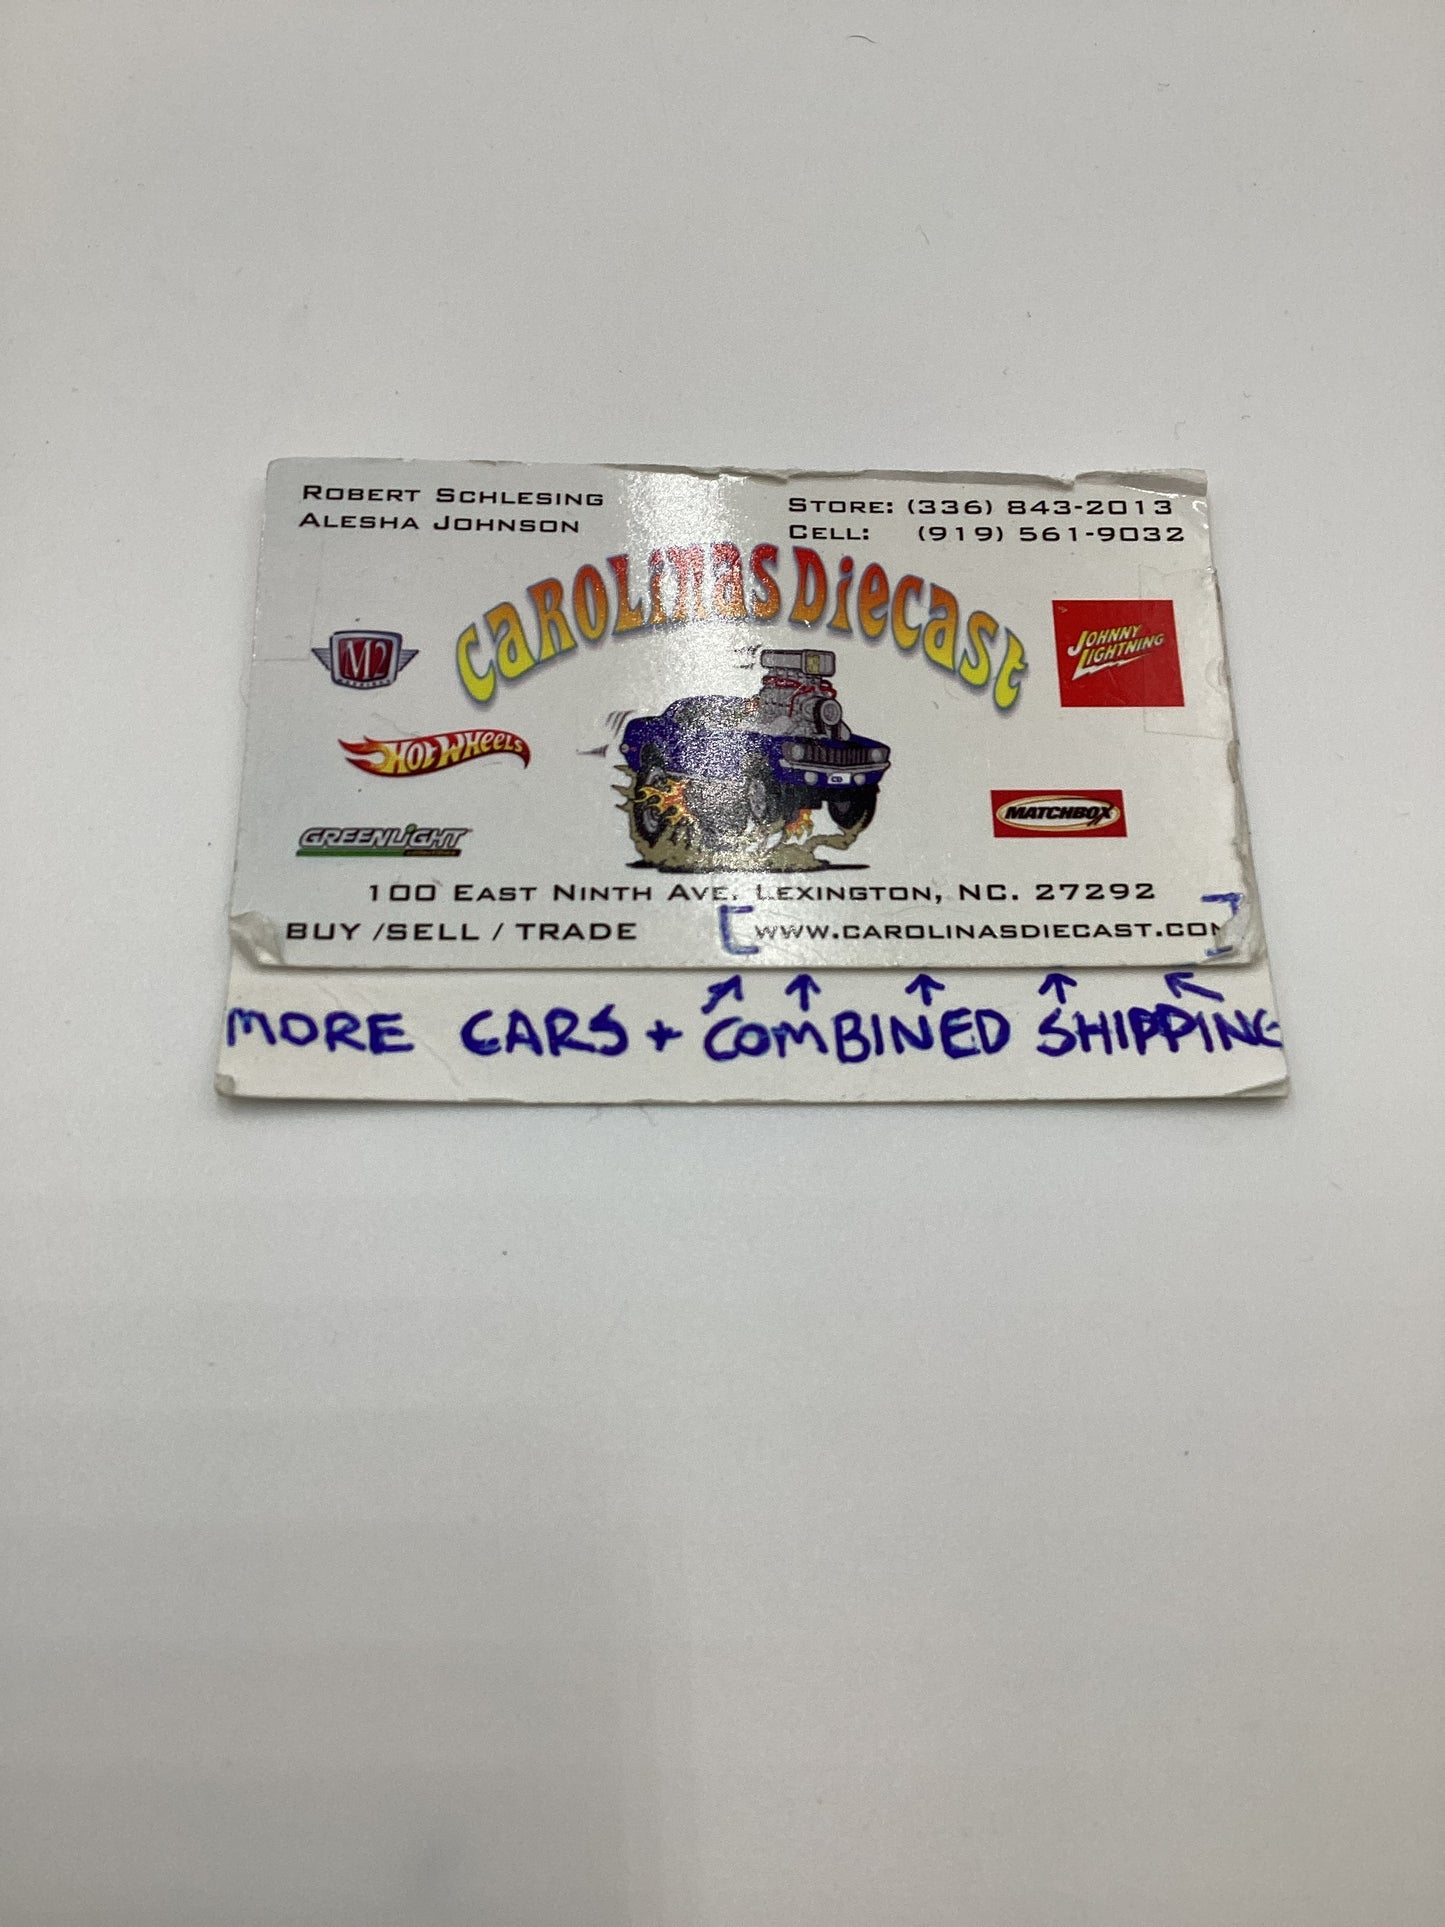 ROBERT SCHLESING
ALESHA JOHNSON
STORE: (336) 843-2013
CELL: (919) 561-9032
CAROLINAS DIECAST
M2
MACHINES
JOHNNY
LIGHTNING
HOT WHEELS
GREENLIGHT
MATCHBOX
CD
100 EAST NINTH AVE. LEXINGTON, NC. 27292
BUY /SELL / TRADE [WWW.CAROLINASDIECAST.COM]
MORE CARS + COMBINED SHIPPING